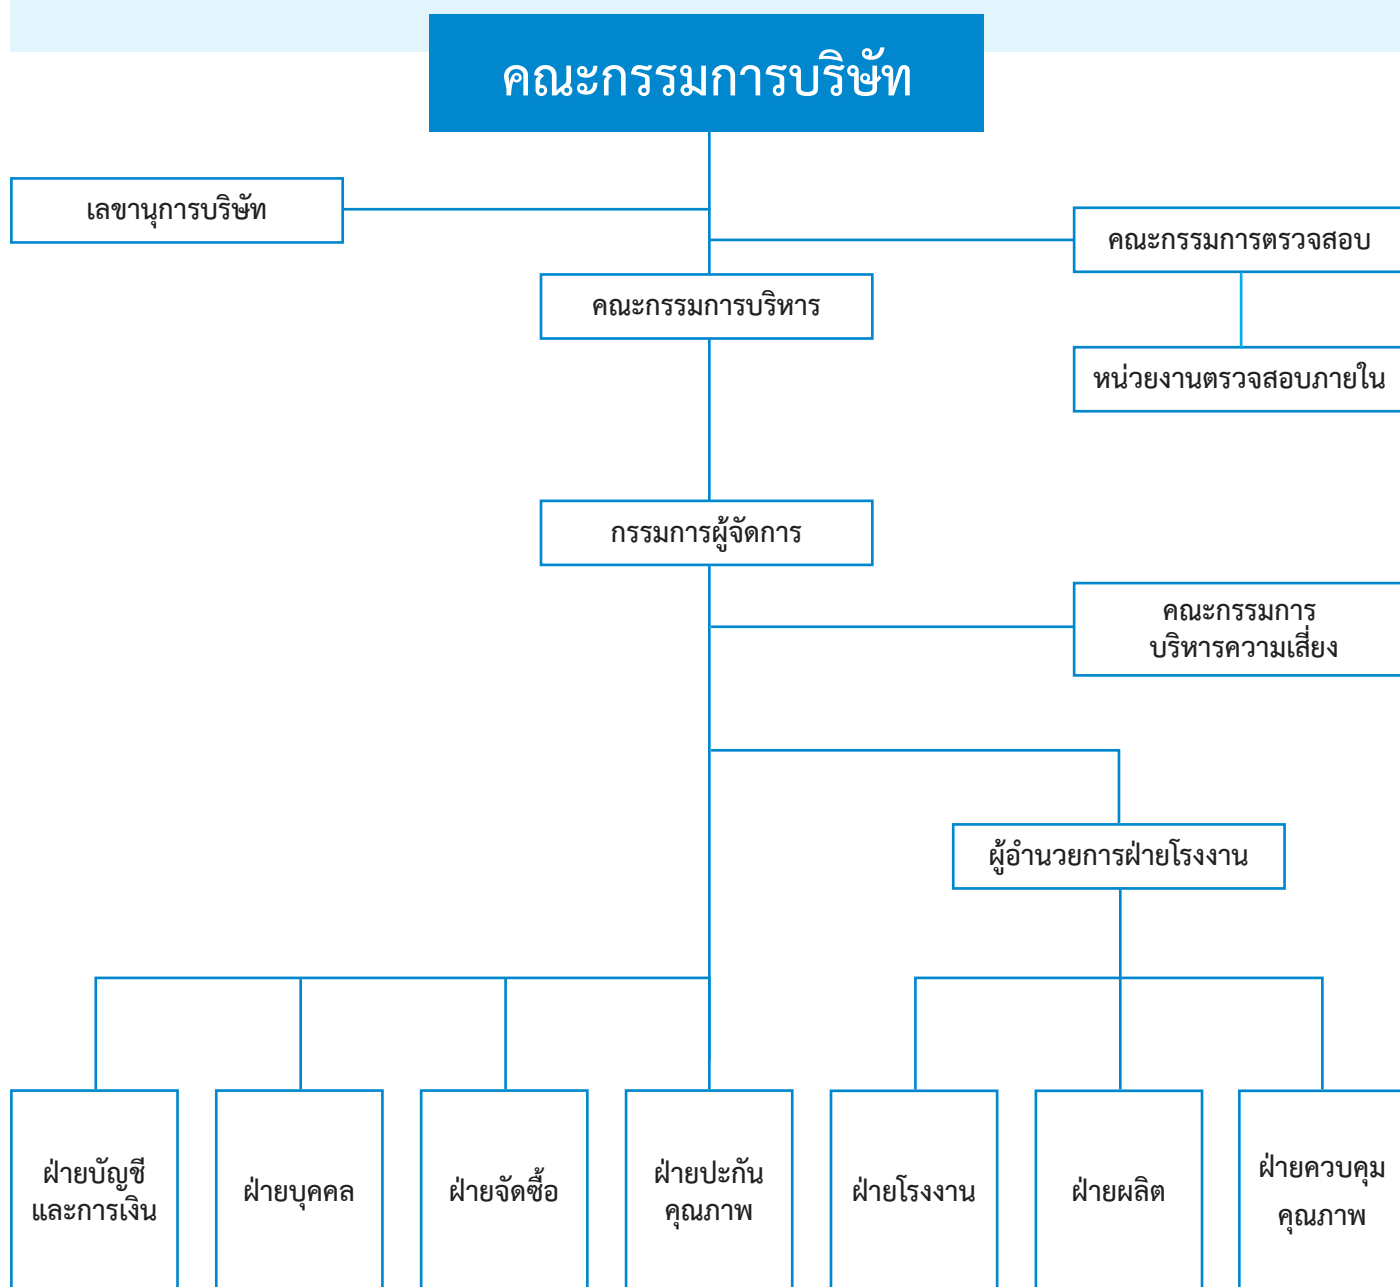 คณะกรรมการบริษัท
เลขานุการบริษัท
คณะกรรมการตรวจสอบ
คณะกรรมการบริหาร
หน่วยงานตรวจสอบภายใน
กรรมการผู้จัดการ
คณะกรรมการ
บริหารความเสี่ยง
ผู้อำนวยการฝ่ายโรงงาน
ฝ่ายบัญชี
และการเงิน
ฝ่ายบุคคล
ฝ่ายจัดซื้อ
ฝ่ายปะกัน
คุณภาพ
ฝ่ายโรงงาน
ฝ่ายผลิต
ฝ่ายควบคุม
คุณภาพ